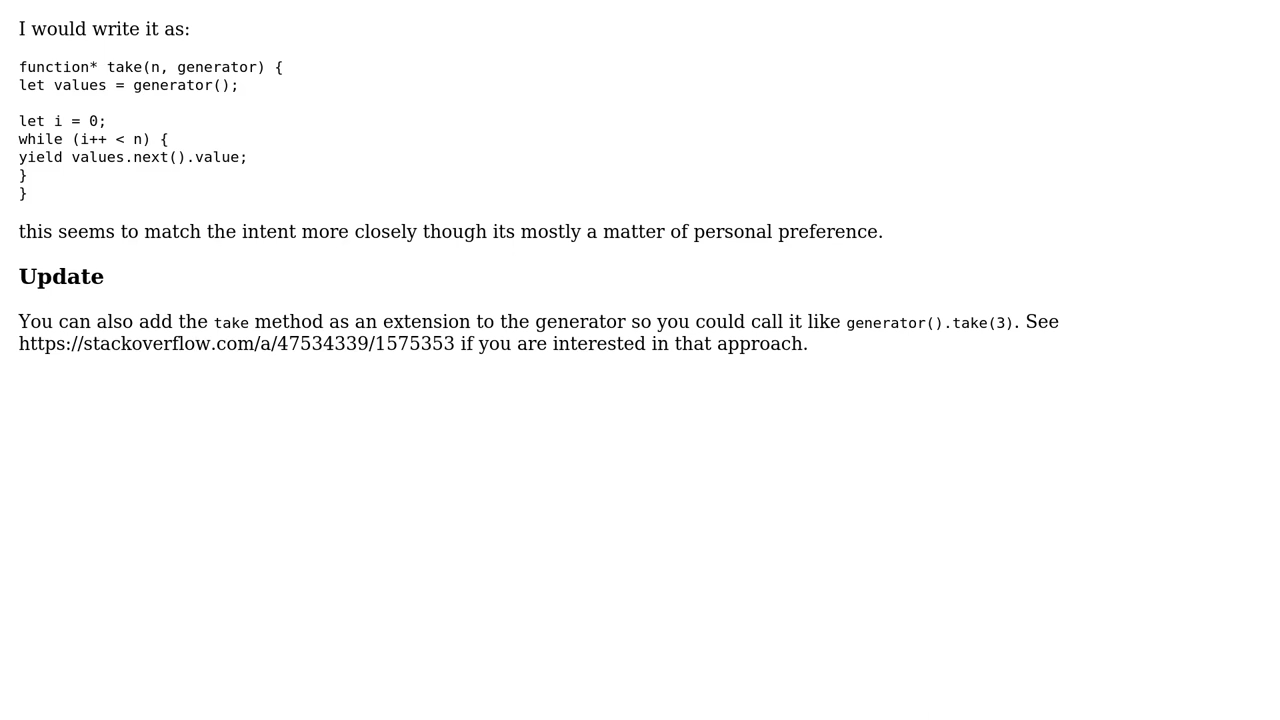 I would write it as:
function* take(n, generator) {
let values = generator();
let i = 0;
while (i++ < n) {
yield values.next().value;
}
}
this seems to match the intent more closely though its mostly a matter of personal preference.
Update
You can also add the take method as an extension to the generator so you could call it like generator().take(3). See
https://stackoverflow.com/a/47534339/1575353 if you are interested in that approach.